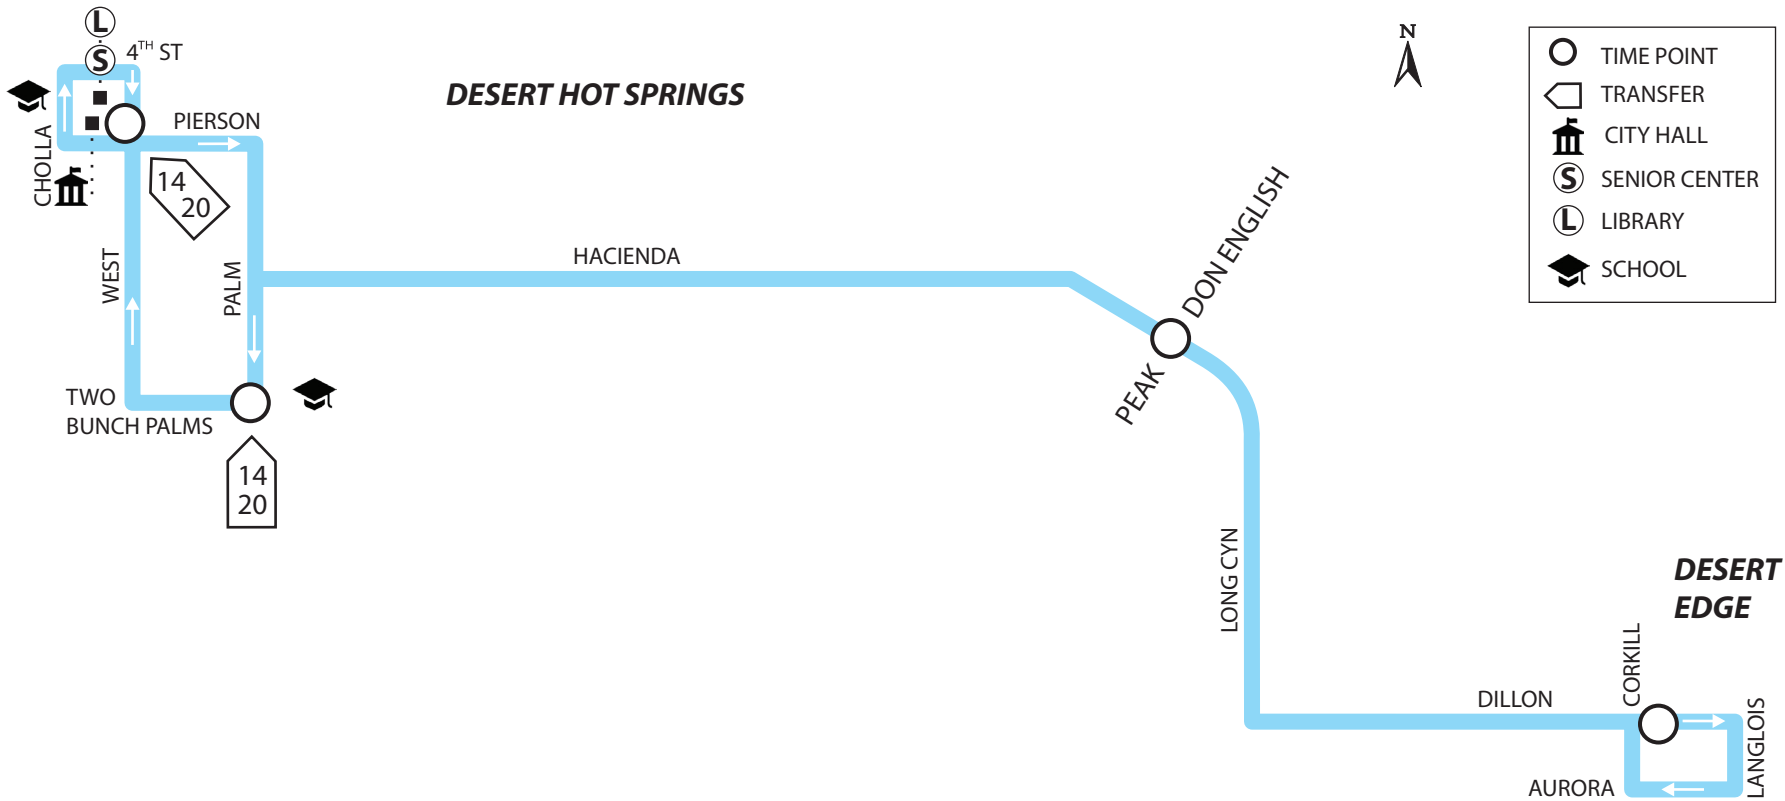 L
S
4TH ST
DESERT HOT SPRINGS
N
TIME POINT
TRANSFER
CITY HALL
S
SENIOR CENTER
L
LIBRARY
SCHOOL
PIERSON
CHOLLA
14
20
WEST
PALM
HACIENDA
DON ENGLISH
PEAK
TWO
BUNCH PALMS
14
20
LONG CYN
DESERT
EDGE
CORKILL
DILLON
LANGLOIS
AURORA